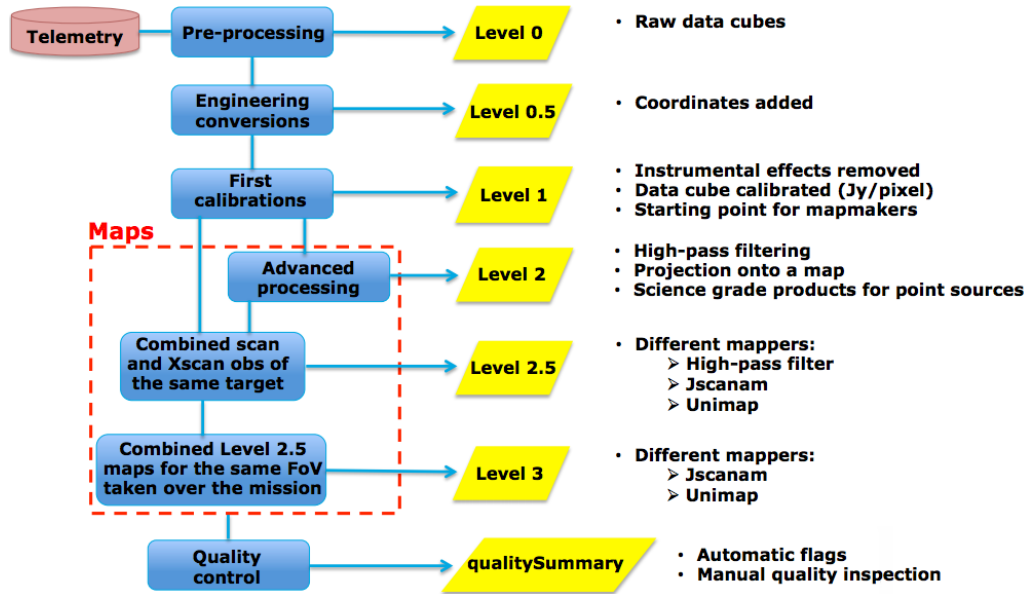 Telemetry
Pre-processing
Level 0
• Raw data cubes
Engineering
conversions
Level 0.5
• Coordinates added
First
calibrations
Level 1
• Instrumental effects removed
• Data cube calibrated (Jy/pixel)
• Starting point for mapmakers
Maps
Advanced
processing
Level 2
• High-pass filtering
• Projection onto a map
• Science grade products for point sources
Combined scan
and Xscan obs of
the same target
Level 2.5
• Different mappers:
➢ High-pass filter
➢ Jscanam
➢ Unimap
Combined Level 2.5
maps for the same FoV
taken over the mission
Level 3
• Different mappers:
➢ Jscanam
➢ Unimap
Quality
control
qualitySummary
• Automatic flags
• Manual quality inspection